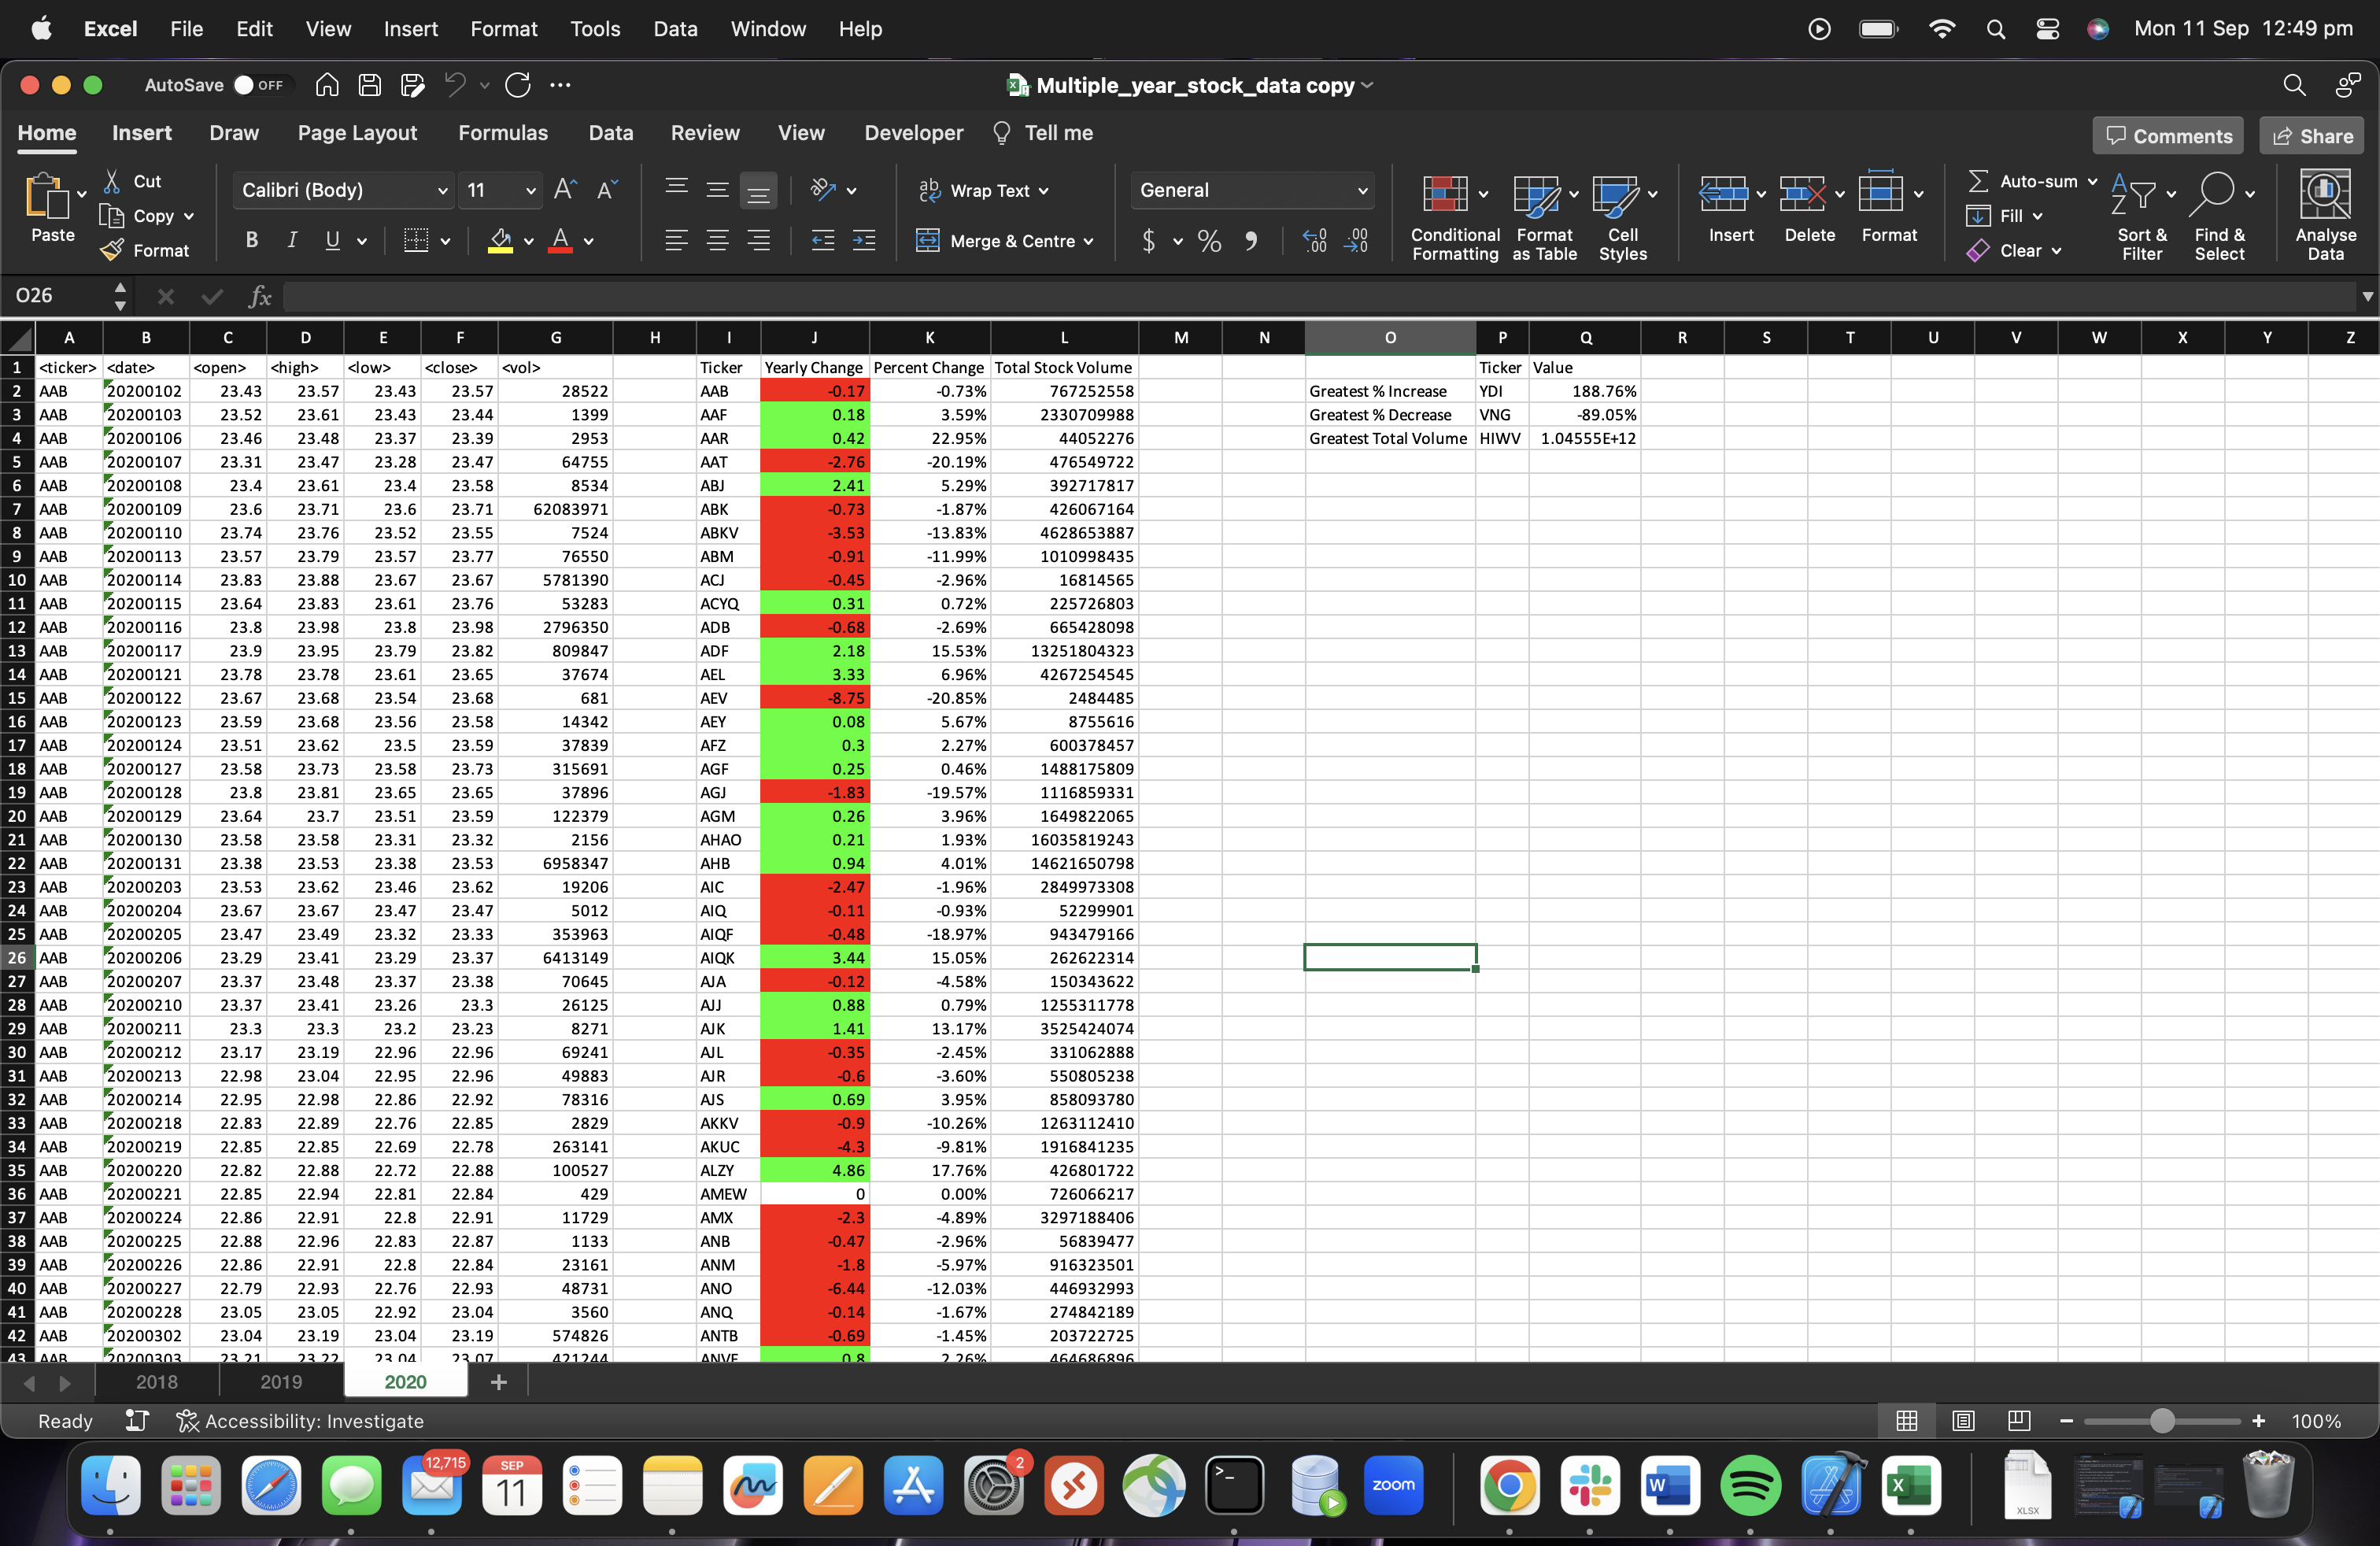 Excel File Edit View Insert Format Tools Data Window Help Mon 11 Sep 12:49 pm
AutoSave OFF Multiple_year_stock_data copy
Home Insert Draw Page Layout Formulas Data Review View Developer Tell me Comments Share
Cut Calibri (Body) 11 Wrap Text General Auto-sum
Copy Fill
Paste Format B I U Merge & Centre $ % Conditional Formatting Format as Table Cell Styles Insert Delete Format Clear Sort & Filter Find & Select Analyse Data
O26 fx
A B C D E F G H I J K L M N O P Q R S T U V W X Y Z
1 <ticker> <date> <open> <high> <low> <close> <vol> Ticker Yearly Change Percent Change Total Stock Volume Ticker Value
2 AAB 20200102 23.43 23.57 23.43 23.57 28522 AAB -0.17 -0.73% 767252558 Greatest % Increase YDI 188.76%
3 AAB 20200103 23.52 23.61 23.43 23.44 1399 AAF 0.18 3.59% 2330709988 Greatest % Decrease VNG -89.05%
4 AAB 20200106 23.46 23.48 23.37 23.39 2953 AAR 0.42 22.95% 44052276 Greatest Total Volume HIWV 1.04555E+12
5 AAB 20200107 23.31 23.47 23.28 23.47 64755 AAT -2.76 -20.19% 476549722
6 AAB 20200108 23.4 23.61 23.4 23.58 8534 ABJ 2.41 5.29% 392717817
7 AAB 20200109 23.6 23.71 23.6 23.71 62083971 ABK -0.73 -1.87% 426067164
8 AAB 20200110 23.74 23.76 23.52 23.55 7524 ABKV -3.53 -13.83% 4628653887
9 AAB 20200113 23.57 23.79 23.57 23.77 76550 ABM -0.91 -11.99% 1010998435
10 AAB 20200114 23.83 23.88 23.67 23.67 5781390 ACJ -0.45 -2.96% 16814565
11 AAB 20200115 23.64 23.83 23.61 23.76 53283 ACYQ 0.31 0.72% 225726803
12 AAB 20200116 23.8 23.98 23.8 23.98 2796350 ADB -0.68 -2.69% 665428098
13 AAB 20200117 23.9 23.95 23.79 23.82 809847 ADF 2.18 15.53% 13251804323
14 AAB 20200121 23.78 23.78 23.61 23.65 37674 AEL 3.33 6.96% 4267254545
15 AAB 20200122 23.67 23.68 23.54 23.68 681 AEV -8.75 -20.85% 2484485
16 AAB 20200123 23.59 23.68 23.56 23.58 14342 AEY 0.08 5.67% 8755616
17 AAB 20200124 23.51 23.62 23.5 23.59 37839 AFZ 0.3 2.27% 600378457
18 AAB 20200127 23.58 23.73 23.58 23.73 315691 AGF 0.25 0.46% 1488175809
19 AAB 20200128 23.8 23.81 23.65 23.65 37896 AGJ -1.83 -19.57% 1116859331
20 AAB 20200129 23.64 23.7 23.51 23.59 122379 AGM 0.26 3.96% 1649822065
21 AAB 20200130 23.58 23.58 23.31 23.32 2156 AHAO 0.21 1.93% 16035819243
22 AAB 20200131 23.38 23.53 23.38 23.53 6958347 AHB 0.94 4.01% 14621650798
23 AAB 20200203 23.53 23.62 23.46 23.62 19206 AIC -2.47 -1.96% 2849973308
24 AAB 20200204 23.67 23.67 23.47 23.47 5012 AIQ -0.11 -0.93% 52299901
25 AAB 20200205 23.47 23.49 23.32 23.33 353963 AIQF -0.48 -18.97% 943479166
26 AAB 20200206 23.29 23.41 23.29 23.37 6413149 AIQK 3.44 15.05% 262622314
27 AAB 20200207 23.37 23.48 23.37 23.38 70645 AJA -0.12 -4.58% 150343622
28 AAB 20200210 23.37 23.41 23.26 23.3 26125 AJJ 0.88 0.79% 1255311778
29 AAB 20200211 23.3 23.3 23.2 23.23 8271 AJK 1.41 13.17% 3525424074
30 AAB 20200212 23.17 23.19 22.96 22.96 69241 AJL -0.35 -2.45% 331062888
31 AAB 20200213 22.98 23.04 22.95 22.96 49883 AJR -0.6 -3.60% 550805238
32 AAB 20200214 22.95 22.98 22.86 22.92 78316 AJS 0.69 3.95% 858093780
33 AAB 20200218 22.83 22.89 22.76 22.85 2829 AKKV -0.9 -10.26% 1263112410
34 AAB 20200219 22.85 22.85 22.69 22.78 263141 AKUC -4.3 -9.81% 1916841235
35 AAB 20200220 22.82 22.88 22.72 22.88 100527 ALZY 4.86 17.76% 426801722
36 AAB 20200221 22.85 22.94 22.81 22.84 429 AMEW 0 0.00% 726066217
37 AAB 20200224 22.86 22.91 22.8 22.91 11729 AMX -2.3 -4.89% 3297188406
38 AAB 20200225 22.88 22.96 22.83 22.87 1133 ANB -0.47 -2.96% 56839477
39 AAB 20200226 22.86 22.91 22.8 22.84 23161 ANM -1.8 -5.97% 916323501
40 AAB 20200227 22.79 22.93 22.76 22.93 48731 ANO -6.44 -12.03% 446932993
41 AAB 20200228 23.05 23.05 22.92 23.04 3560 ANQ -0.14 -1.67% 274842189
42 AAB 20200302 23.04 23.19 23.04 23.19 574826 ANTB -0.69 -1.45% 203722725
43 AAB 20200303 23.21 23.22 23.04 23.07 421244 ANVE 0.8 2.26% 464686896
2018 2019 2020 +
Ready Accessibility: Investigate 100%
12,715 SEP 11 2 zoom W X XLSX